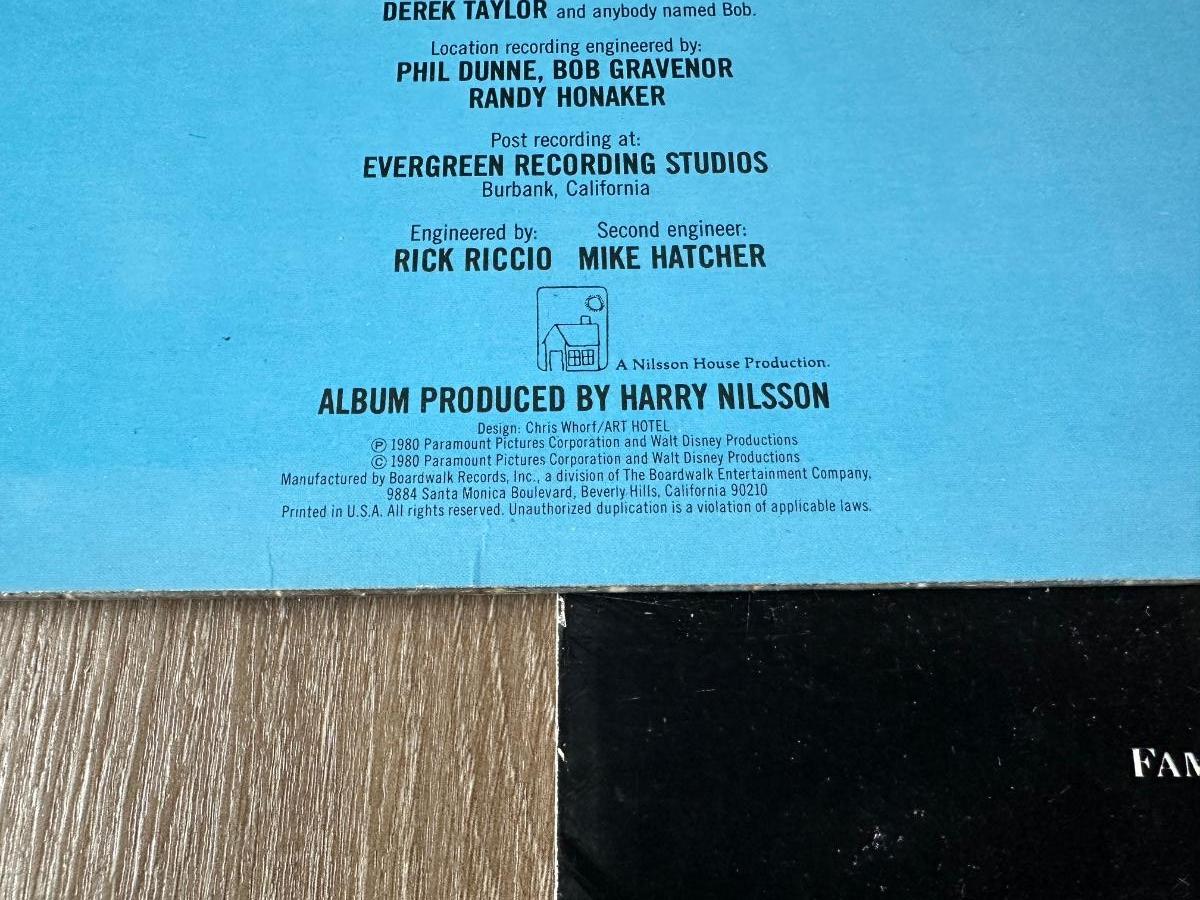 DEREK TAYLOR and anybody named Bob.
Location recording engineered by:
PHIL DUNNE, BOB GRAVENOR
RANDY HONAKER
Post recording at:
EVERGREEN RECORDING STUDIOS
Burbank, California
Engineered by: Second engineer:
RICK RICCIO MIKE HATCHER
A Nilsson House Production.
ALBUM PRODUCED BY HARRY NILSSON
Design: Chris Whorf/ART HOTEL
Ⓟ 1980 Paramount Pictures Corporation and Walt Disney Productions
© 1980 Paramount Pictures Corporation and Walt Disney Productions
Manufactured by Boardwalk Records, Inc., a division of The Boardwalk Entertainment Company,
9884 Santa Monica Boulevard, Beverly Hills, California 90210
Printed in U.S.A. All rights reserved. Unauthorized duplication is a violation of applicable laws.